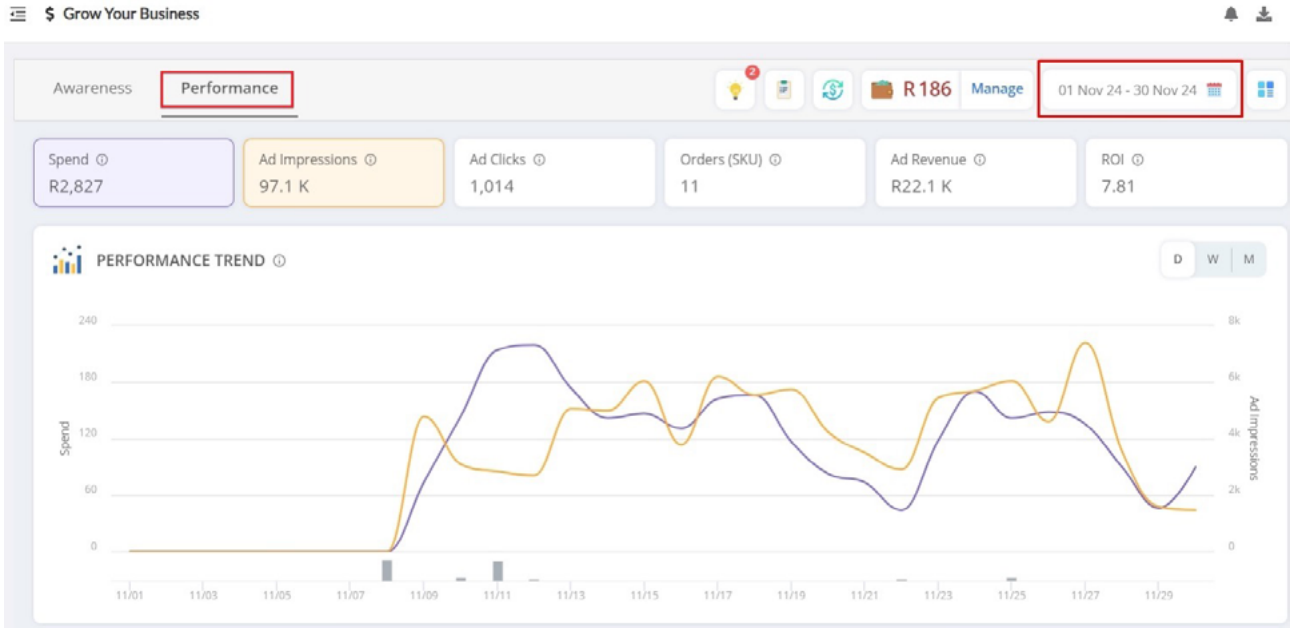 $ Grow Your Business
Awareness Performance 2 R 186 Manage 01 Nov 24 - 30 Nov 24
Spend Ad Impressions Ad Clicks Orders (SKU) Ad Revenue ROI
R2,827 97.1 K 1,014 11 R22.1 K 7.81
PERFORMANCE TREND D W M
240 8k
180 6k
120 4k
60 2k
0 0
Spend
Ad Impressions
11/01 11/03 11/05 11/07 11/09 11/11 11/13 11/15 11/17 11/19 11/21 11/23 11/25 11/27 11/29